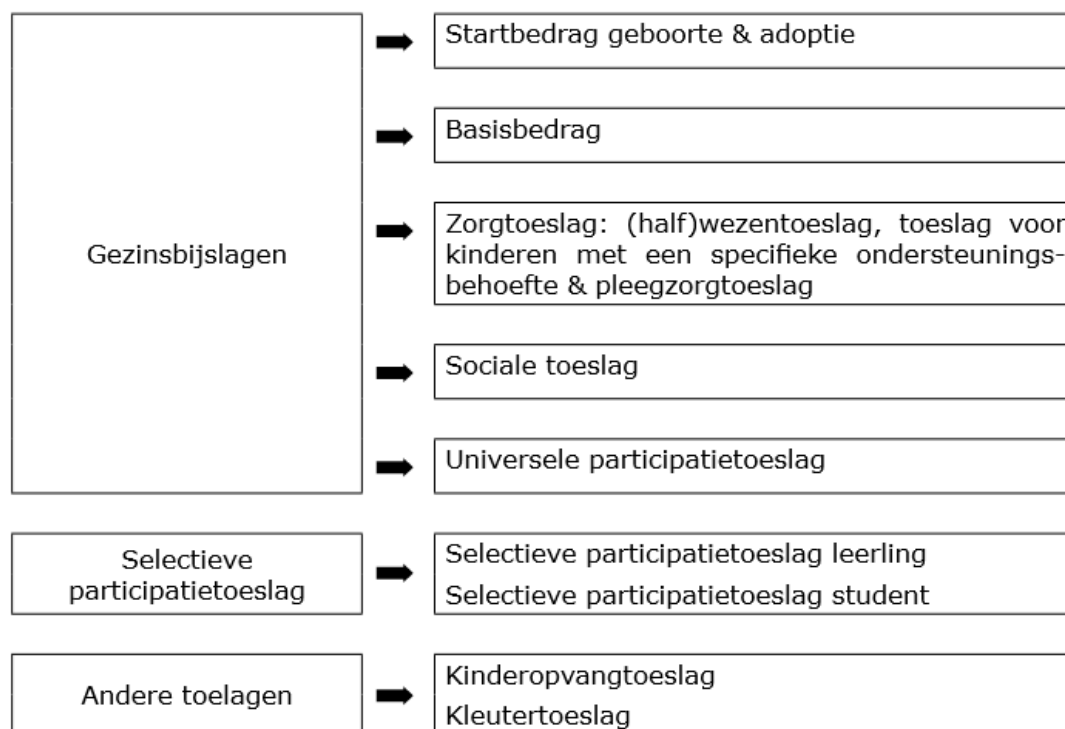 Gezinsbijslagen
Startbedrag geboorte & adoptie
Basisbedrag
Zorgtoeslag: (half)wezentoeslag, toeslag voor
kinderen met een specifieke ondersteunings-
behoefte & pleegzorgtoeslag
Sociale toeslag
Universele participatietoeslag
Selectieve
participatietoeslag
Selectieve participatietoeslag leerling
Selectieve participatietoeslag student
Andere toelagen
Kinderopvangtoeslag
Kleutertoeslag